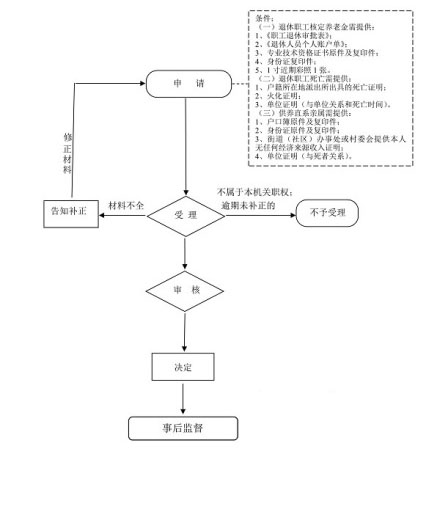 条件：
（一）退休职工核定养老金需提供：
1、《职工退休审批表》；
2、《退休人员个人账户单》；
3、专业技术资格证书原件及复印件；
4、身份证复印件；
5、1寸近期彩照1张。
（二）退休职工死亡需提供：
1、户籍所在地派出所出具的死亡证明；
2、火化证明；
3、单位证明（与单位关系和死亡时间）。
（三）供养直系亲属需提供：
1、户口簿原件及复印件；
2、身份证原件及复印件；
3、街道（社区）办事处或村委会提供本人
无任何经济来源收入证明；
4、单位证明（与死者关系）。
申 请
修正材料
告知补正
材料不全
受 理
不属于本机关职权；
逾期未补正的
不予受理
审 核
决定
事后监督